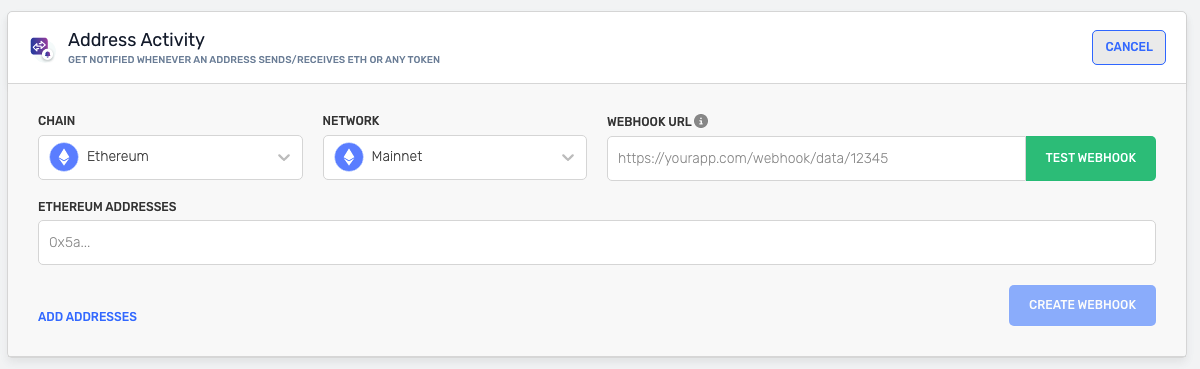 Address Activity
GET NOTIFIED WHENEVER AN ADDRESS SENDS/RECEIVES ETH OR ANY TOKEN
CANCEL
CHAIN
NETWORK
WEBHOOK URL
Ethereum
Mainnet
https://yourapp.com/webhook/data/12345
TEST WEBHOOK
ETHEREUM ADDRESSES
0x5a...
ADD ADDRESSES
CREATE WEBHOOK